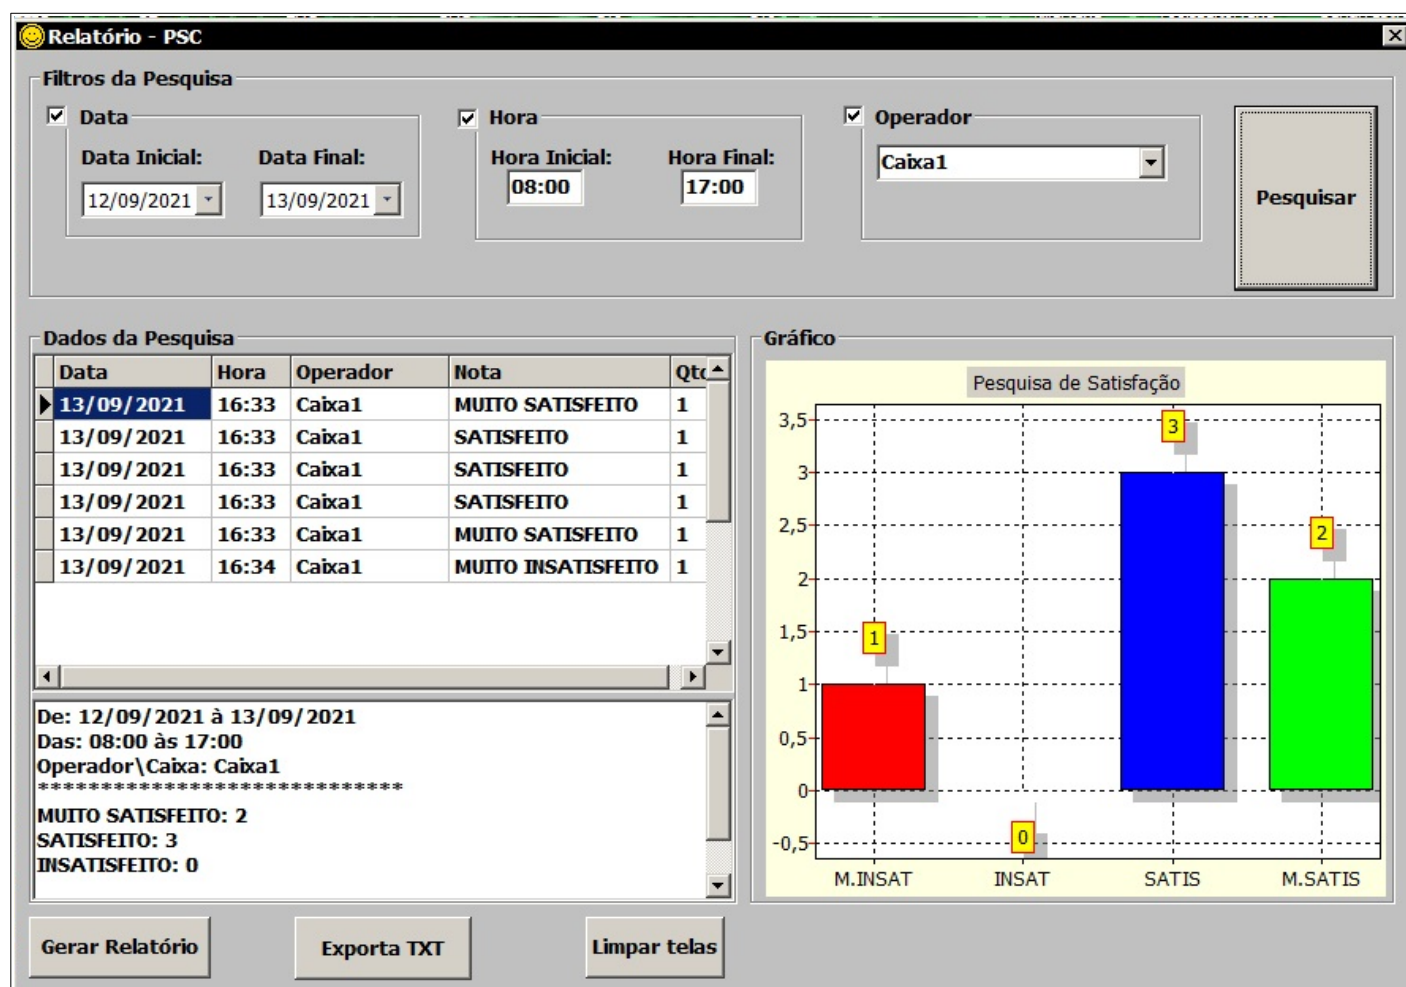 Relatório - PSC
Filtros da Pesquisa
Data
Hora
Operador
Data Inicial: Data Final:
Hora Inicial: Hora Final:
12/09/2021 13/09/2021
08:00 17:00
Caixa1
Pesquisar
Dados da Pesquisa
Data Hora Operador Nota
13/09/2021 16:33 Caixa1 MUITO SATISFEITO 1
13/09/2021 16:33 Caixa1 SATISFEITO 1
13/09/2021 16:33 Caixa1 SATISFEITO 1
13/09/2021 16:33 Caixa1 SATISFEITO 1
13/09/2021 16:33 Caixa1 MUITO SATISFEITO 1
13/09/2021 16:34 Caixa1 MUITO INSATISFEITO 1
De: 12/09/2021 à 13/09/2021
Das: 08:00 às 17:00
Operador\Caixa: Caixa1
*****************************
MUITO SATISFEITO: 2
SATISFEITO: 3
INSATISFEITO: 0
Gráfico
Pesquisa de Satisfação
3,5
3
2,5
2
1,5
1
0,5
0
-0,5
1
0
3
2
M.INSAT INSAT SATIS M.SATIS
Gerar Relatório
Exporta TXT
Limpar telas